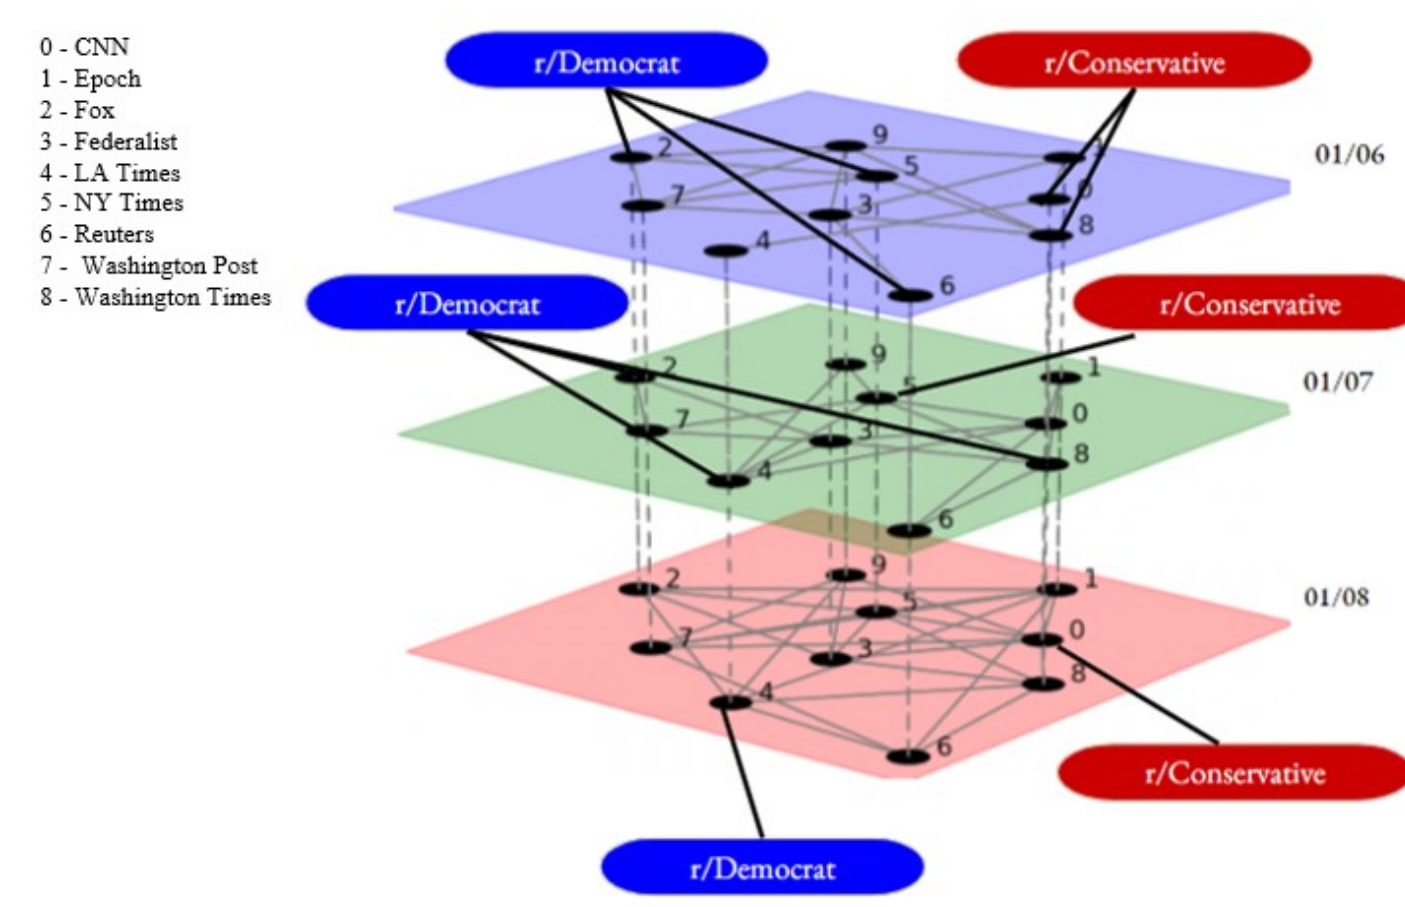 0 - CNN
1 - Epoch
2 - Fox
3 - Federalist
4 - LA Times
5 - NY Times
6 - Reuters
7 - Washington Post
8 - Washington Times
r/Democrat
r/Conservative
01/06
2
9
5
1
7
3
0
4
8
6
r/Democrat
r/Conservative
01/07
2
9
5
1
7
3
0
4
8
6
01/08
2
9
5
1
7
3
0
4
8
6
r/Conservative
r/Democrat